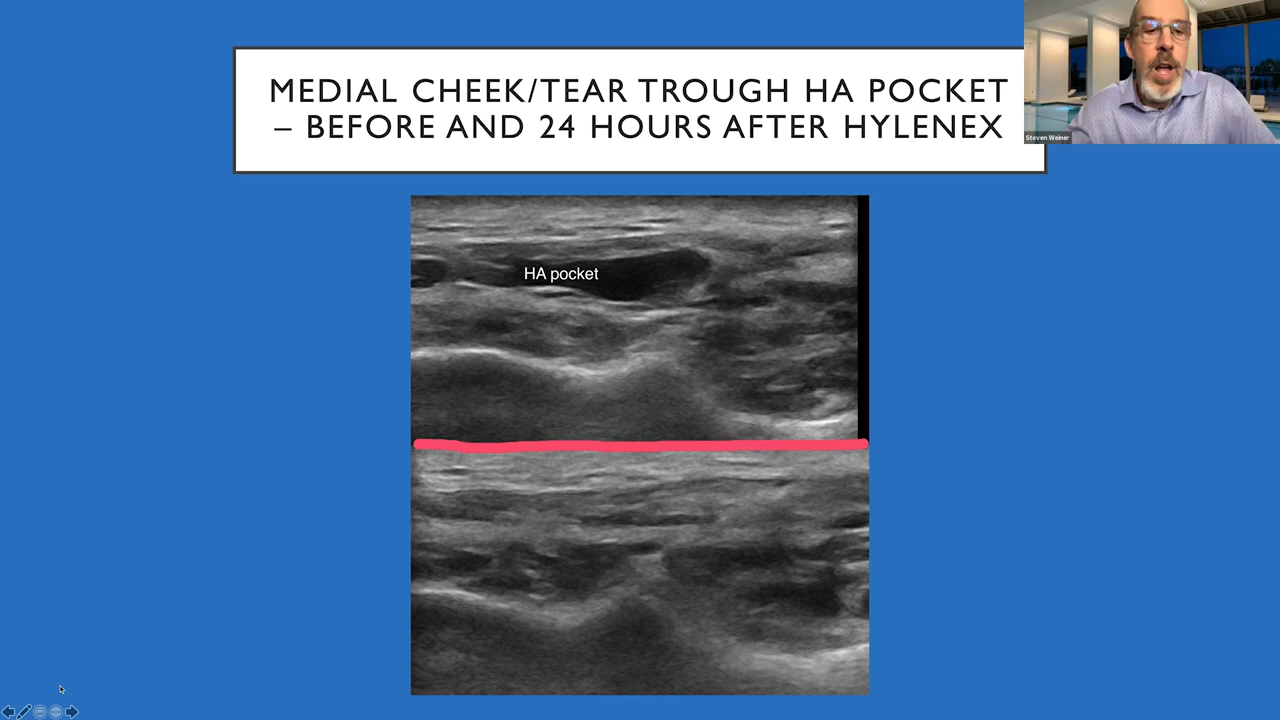 MEDIAL CHEEK/TEAR TROUGH HA POCKET
– BEFORE AND 24 HOURS AFTER HYLENEX
Steven Weiner
HA pocket